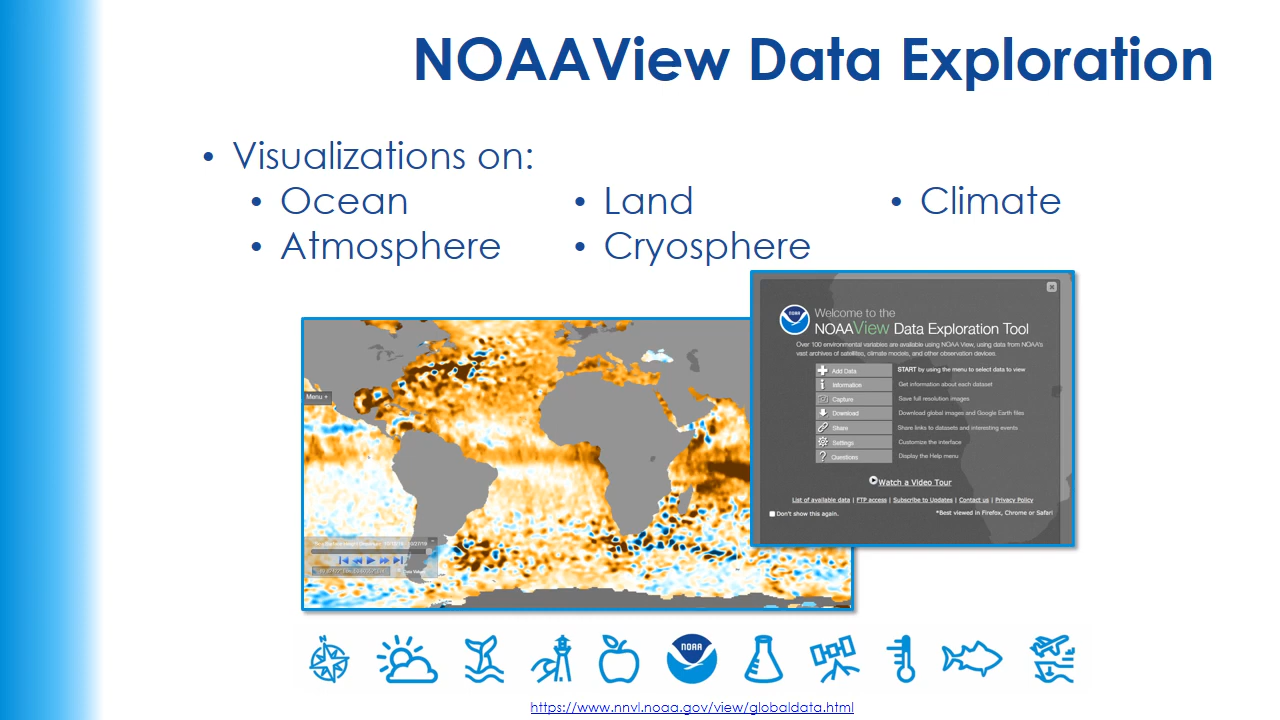 NOAAView Data Exploration
• Visualizations on:
• Ocean
• Atmosphere
• Land
• Cryosphere
• Climate
Menu +
Data Values
NOAA
Welcome to the
NOAAView Data Exploration Tool
Over 100 environmental variables are available using NOAA View, using data from NOAA's
vast archives of satellites, climate models, and other observation devices.
Add Data START by using the menu to select data to view
Information Get information about each dataset
Capture Save full resolution images
Download Download global images and Google Earth files
Share Share links to datasets and interesting events
Settings Customize the interface
Questions Display the Help menu
Watch a Video Tour
List of available data | FTP access | Subscribe to Updates | Contact us | Privacy Policy
Don't show this again. *Best viewed in Firefox, Chrome or Safari
N
NOAA
https://www.nnvl.noaa.gov/view/globaldata.html